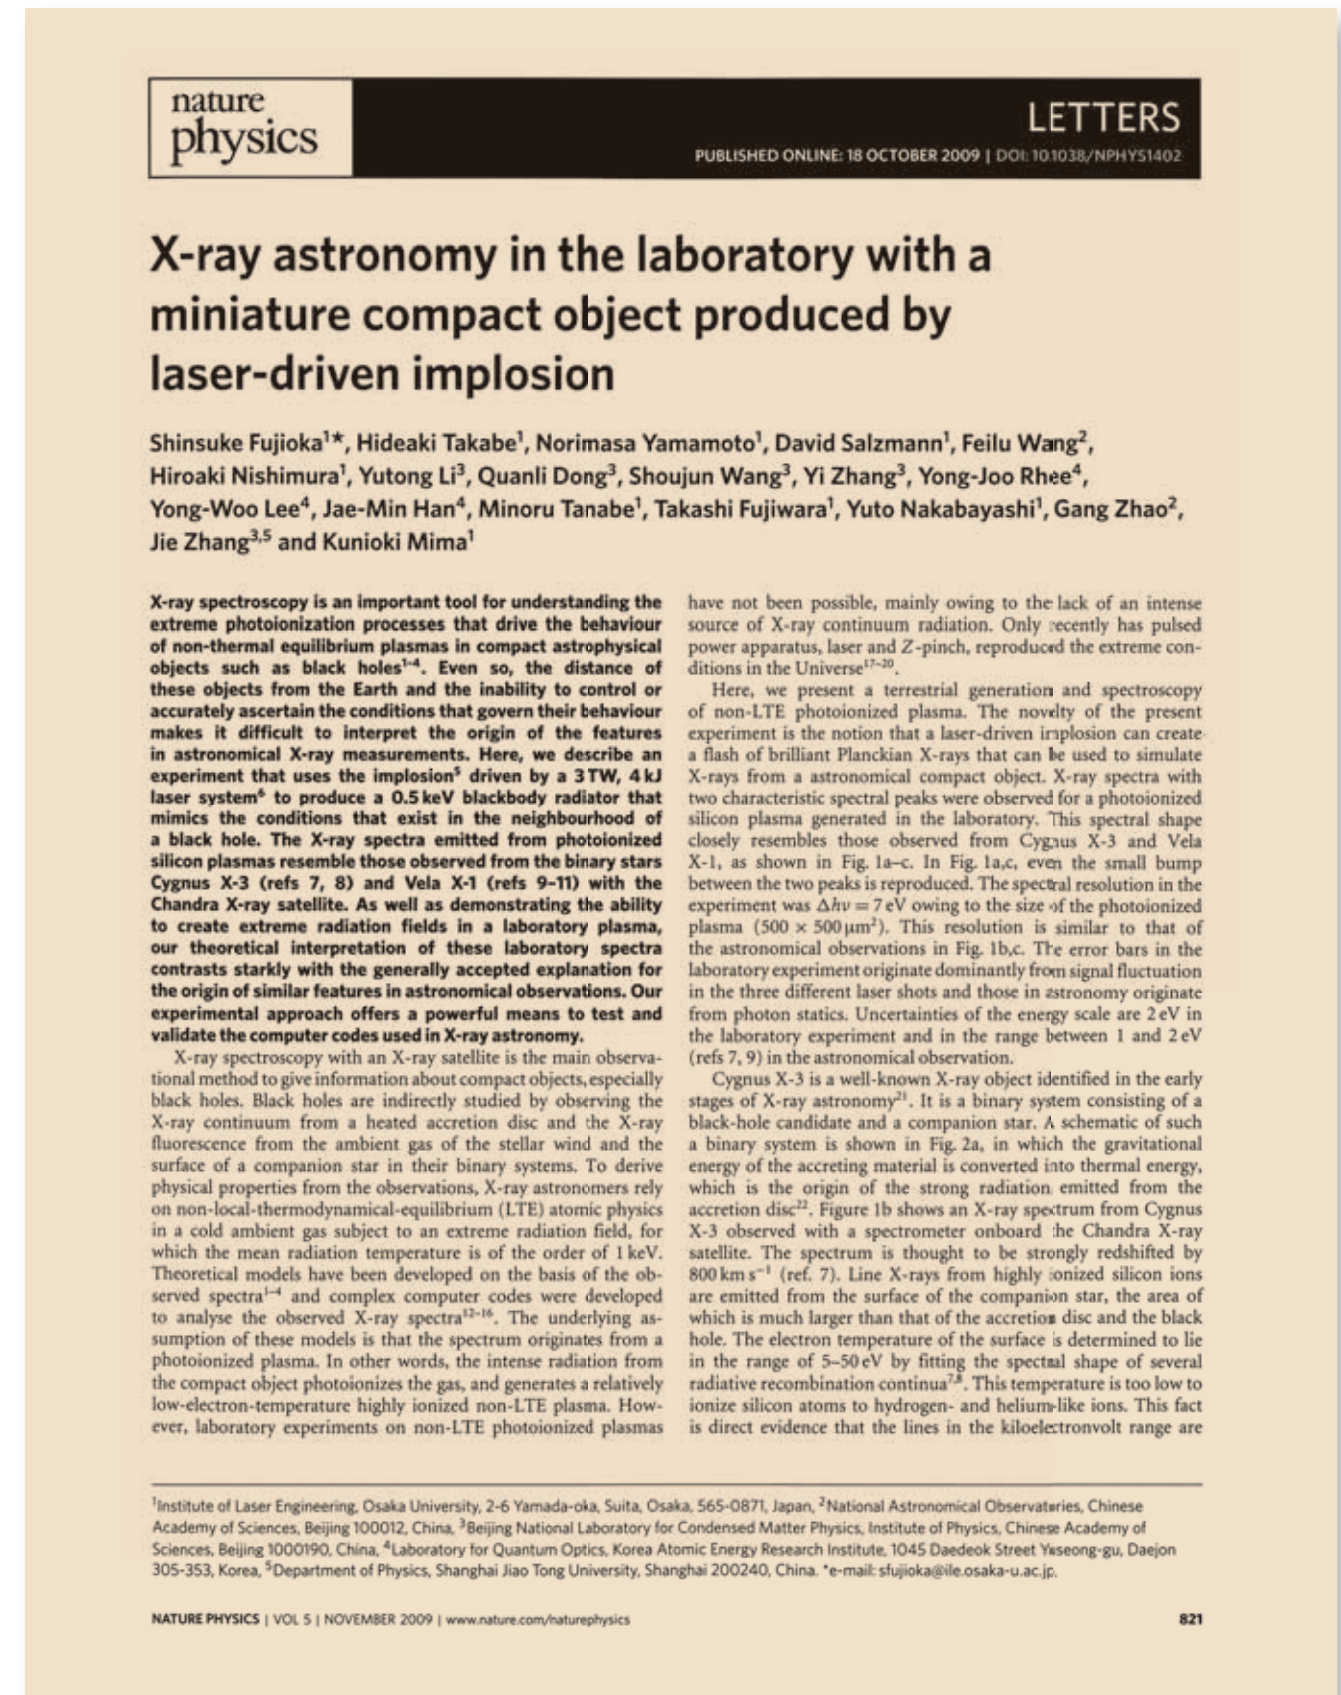 nature
physics
LETTERS
PUBLISHED ONLINE: 18 OCTOBER 2009 | DOI: 10.1038/NPHYS1402
X-ray astronomy in the laboratory with a
miniature compact object produced by
laser-driven implosion
Shinsuke Fujioka¹*, Hideaki Takabe¹, Norimasa Yamamoto¹, David Salzmann¹, Feilu Wang²,
Hiroaki Nishimura¹, Yutong Li³, Quanli Dong³, Shoujun Wang³, Yi Zhang³, Yong-Joo Rhee⁴,
Yong-Woo Lee⁴, Jae-Min Han⁴, Minoru Tanabe¹, Takashi Fujiwara¹, Yuto Nakabayashi¹, Gang Zhao²,
Jie Zhang³,⁵ and Kunioki Mima¹
X-ray spectroscopy is an important tool for understanding the
extreme photoionization processes that drive the behaviour
of non-thermal equilibrium plasmas in compact astrophysical
objects such as black holes¹⁻⁴. Even so, the distance of
these objects from the Earth and the inability to control or
accurately ascertain the conditions that govern their behaviour
makes it difficult to interpret the origin of the features
in astronomical X-ray measurements. Here, we describe an
experiment that uses the implosion⁵ driven by a 3 TW, 4 kJ
laser system⁶ to produce a 0.5 keV blackbody radiator that
mimics the conditions that exist in the neighbourhood of
a black hole. The X-ray spectra emitted from photoionized
silicon plasmas resemble those observed from the binary stars
Cygnus X-3 (refs 7, 8) and Vela X-1 (refs 9–11) with the
Chandra X-ray satellite. As well as demonstrating the ability
to create extreme radiation fields in a laboratory plasma,
our theoretical interpretation of these laboratory spectra
contrasts starkly with the generally accepted explanation for
the origin of similar features in astronomical observations. Our
experimental approach offers a powerful means to test and
validate the computer codes used in X-ray astronomy.
X-ray spectroscopy with an X-ray satellite is the main observa-
tional method to give information about compact objects, especially
black holes. Black holes are indirectly studied by observing the
X-ray continuum from a heated accretion disc and the X-ray
fluorescence from the ambient gas of the stellar wind and the
surface of a companion star in their binary systems. To derive
physical properties from the observations, X-ray astronomers rely
on non-local-thermodynamical-equilibrium (LTE) atomic physics
in a cold ambient gas subject to an extreme radiation field, for
which the mean radiation temperature is of the order of 1 keV.
Theoretical models have been developed on the basis of the ob-
served spectra¹⁻⁴ and complex computer codes were developed
to analyse the observed X-ray spectra¹²⁻¹⁶. The underlying as-
sumption of these models is that the spectrum originates from a
photoionized plasma. In other words, the intense radiation from
the compact object photoionizes the gas, and generates a relatively
low-electron-temperature highly ionized non-LTE plasma. How-
ever, laboratory experiments on non-LTE photoionized plasmas
have not been possible, mainly owing to the lack of an intense
source of X-ray continuum radiation. Only recently has pulsed
power apparatus, laser and Z-pinch, reproduced the extreme con-
ditions in the Universe¹⁷⁻²⁰.
Here, we present a terrestrial generation and spectroscopy
of non-LTE photoionized plasma. The novelty of the present
experiment is the notion that a laser-driven implosion can create
a flash of brilliant Planckian X-rays that can be used to simulate
X-rays from a astronomical compact object. X-ray spectra with
two characteristic spectral peaks were observed for a photoionized
silicon plasma generated in the laboratory. This spectral shape
closely resembles those observed from Cygnus X-3 and Vela
X-1, as shown in Fig. 1a–c. In Fig. 1a,c, even the small bump
between the two peaks is reproduced. The spectral resolution in the
experiment was Δhν = 7 eV owing to the size of the photoionized
plasma (500 × 500 μm²). This resolution is similar to that of
the astronomical observations in Fig. 1b,c. The error bars in the
laboratory experiment originate dominantly from signal fluctuation
in the three different laser shots and those in astronomy originate
from photon statics. Uncertainties of the energy scale are 2 eV in
the laboratory experiment and in the range between 1 and 2 eV
(refs 7, 9) in the astronomical observation.
Cygnus X-3 is a well-known X-ray object identified in the early
stages of X-ray astronomy²¹. It is a binary system consisting of a
black-hole candidate and a companion star. A schematic of such
a binary system is shown in Fig. 2a, in which the gravitational
energy of the accreting material is converted into thermal energy,
which is the origin of the strong radiation emitted from the
accretion disc²². Figure 1b shows an X-ray spectrum from Cygnus
X-3 observed with a spectrometer onboard the Chandra X-ray
satellite. The spectrum is thought to be strongly redshifted by
800 km s⁻¹ (ref. 7). Line X-rays from highly ionized silicon ions
are emitted from the surface of the companion star, the area of
which is much larger than that of the accretion disc and the black
hole. The electron temperature of the surface is determined to lie
in the range of 5–50 eV by fitting the spectral shape of several
radiative recombination continua⁷,⁸. This temperature is too low to
ionize silicon atoms to hydrogen- and helium-like ions. This fact
is direct evidence that the lines in the kiloelectronvolt range are
¹Institute of Laser Engineering, Osaka University, 2-6 Yamada-oka, Suita, Osaka, 565-0871, Japan, ²National Astronomical Observatories, Chinese
Academy of Sciences, Beijing 100012, China, ³Beijing National Laboratory for Condensed Matter Physics, Institute of Physics, Chinese Academy of
Sciences, Beijing 1000190, China, ⁴Laboratory for Quantum Optics, Korea Atomic Energy Research Institute, 1045 Daedeok Street Yuseong-gu, Daejon
305-353, Korea, ⁵Department of Physics, Shanghai Jiao Tong University, Shanghai 200240, China. *e-mail: sfujioka@ile.osaka-u.ac.jp.
NATURE PHYSICS | VOL 5 | NOVEMBER 2009 | www.nature.com/naturephysics
821